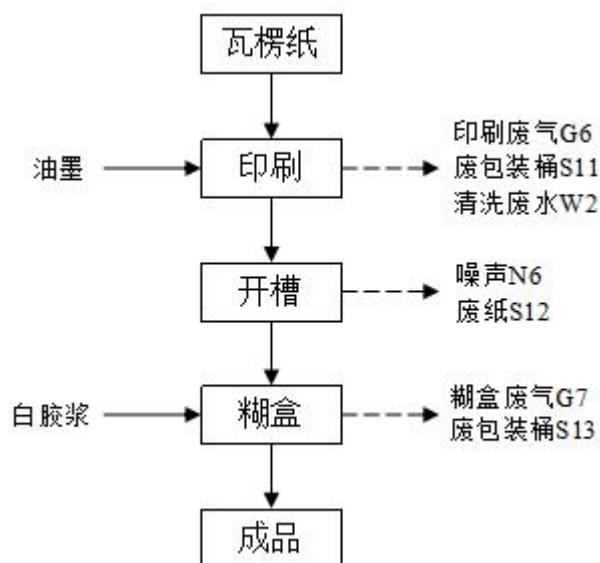 瓦楞纸
油墨
印刷
印刷废气G6
废包装桶S11
清洗废水W2
开槽
噪声N6
废纸S12
白胶浆
糊盒
糊盒废气G7
废包装桶S13
成品